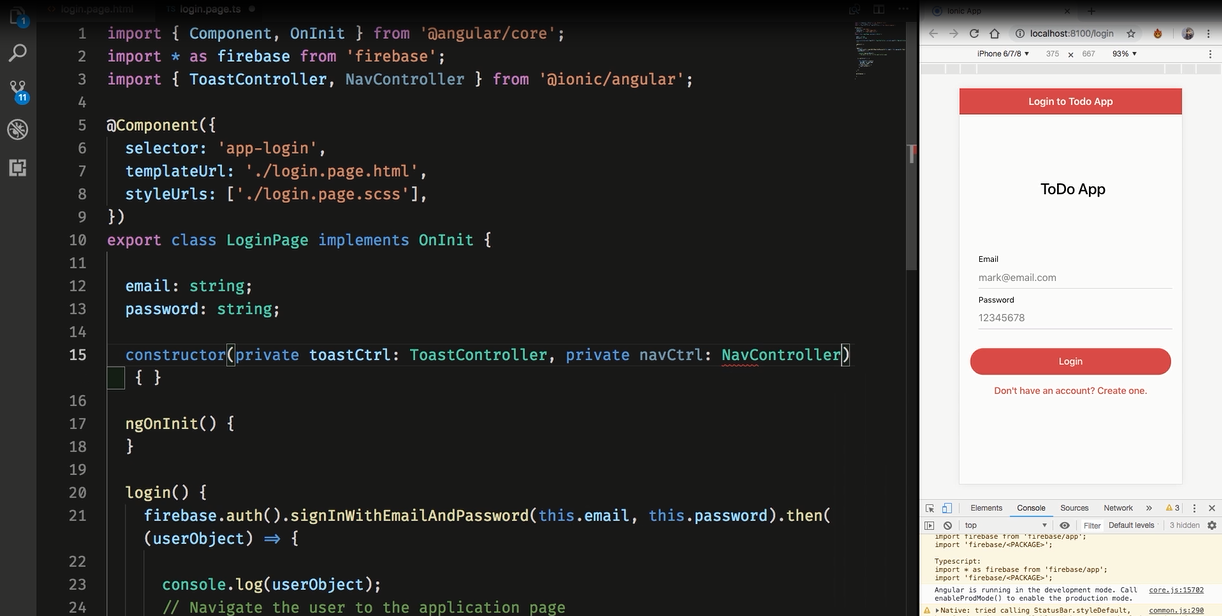 login.page.html
login.page.ts
1 import { Component, OnInit } from '@angular/core';
2 import * as firebase from 'firebase';
3 import { ToastController, NavController } from '@ionic/angular';
4
5 @Component({
6 selector: 'app-login',
7 templateUrl: './login.page.html',
8 styleUrls: ['./login.page.scss'],
9 })
10 export class LoginPage implements OnInit {
11
12 email: string;
13 password: string;
14
15 constructor(private toastCtrl: ToastController, private navCtrl: NavController)
{ }
16
17 ngOnInit() {
18 }
19
20 login() {
21 firebase.auth().signInWithEmailAndPassword(this.email, this.password).then(
(userObject) => {
22
23 console.log(userObject);
24 // Navigate the user to the application page
1
11
Ionic App
localhost:8100/login
iPhone 6/7/8 ▼ 375 x 667 93% ▼
Login to Todo App
ToDo App
Email
mark@email.com
Password
12345678
Login
Don't have an account? Create one.
Elements Console Sources Network » 3
top Filter Default levels 3 hidden
import firebase from 'firebase/app';
import 'firebase/<PACKAGE>';
Typescript:
import * as firebase from 'firebase/app';
import 'firebase/<PACKAGE>';
Angular is running in the development mode. Call core.js:15702
enableProdMode() to enable the production mode.
Native: tried calling StatusBar.styleDefault, common.js:290